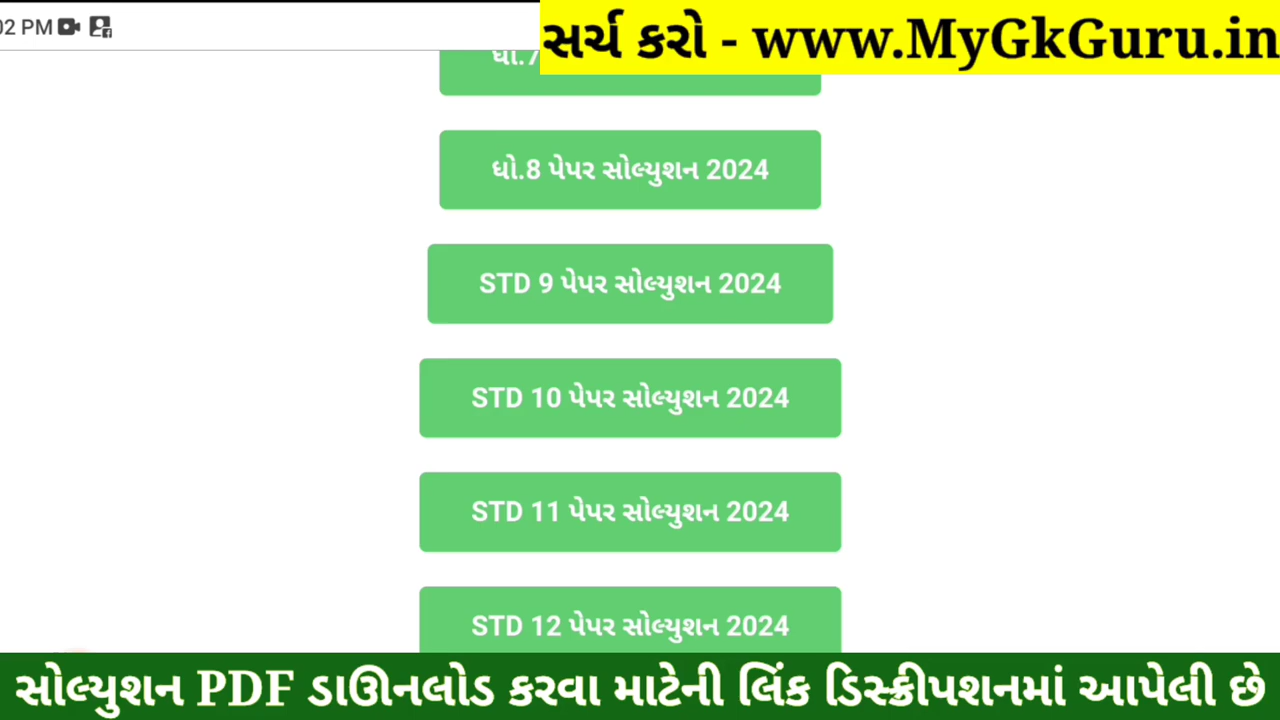 02 PM
સર્ચ કરો - www.MyGkGuru.in
ધો.7
ધો.8 પેપર સોલ્યુશન 2024
STD 9 પેપર સોલ્યુશન 2024
STD 10 પેપર સોલ્યુશન 2024
STD 11 પેપર સોલ્યુશન 2024
STD 12 પેપર સોલ્યુશન 2024
સોલ્યુશન PDF ડાઊનલોડ કરવા માટેની લિંક ડિસ્ક્રીપશનમાં આપેલી છે